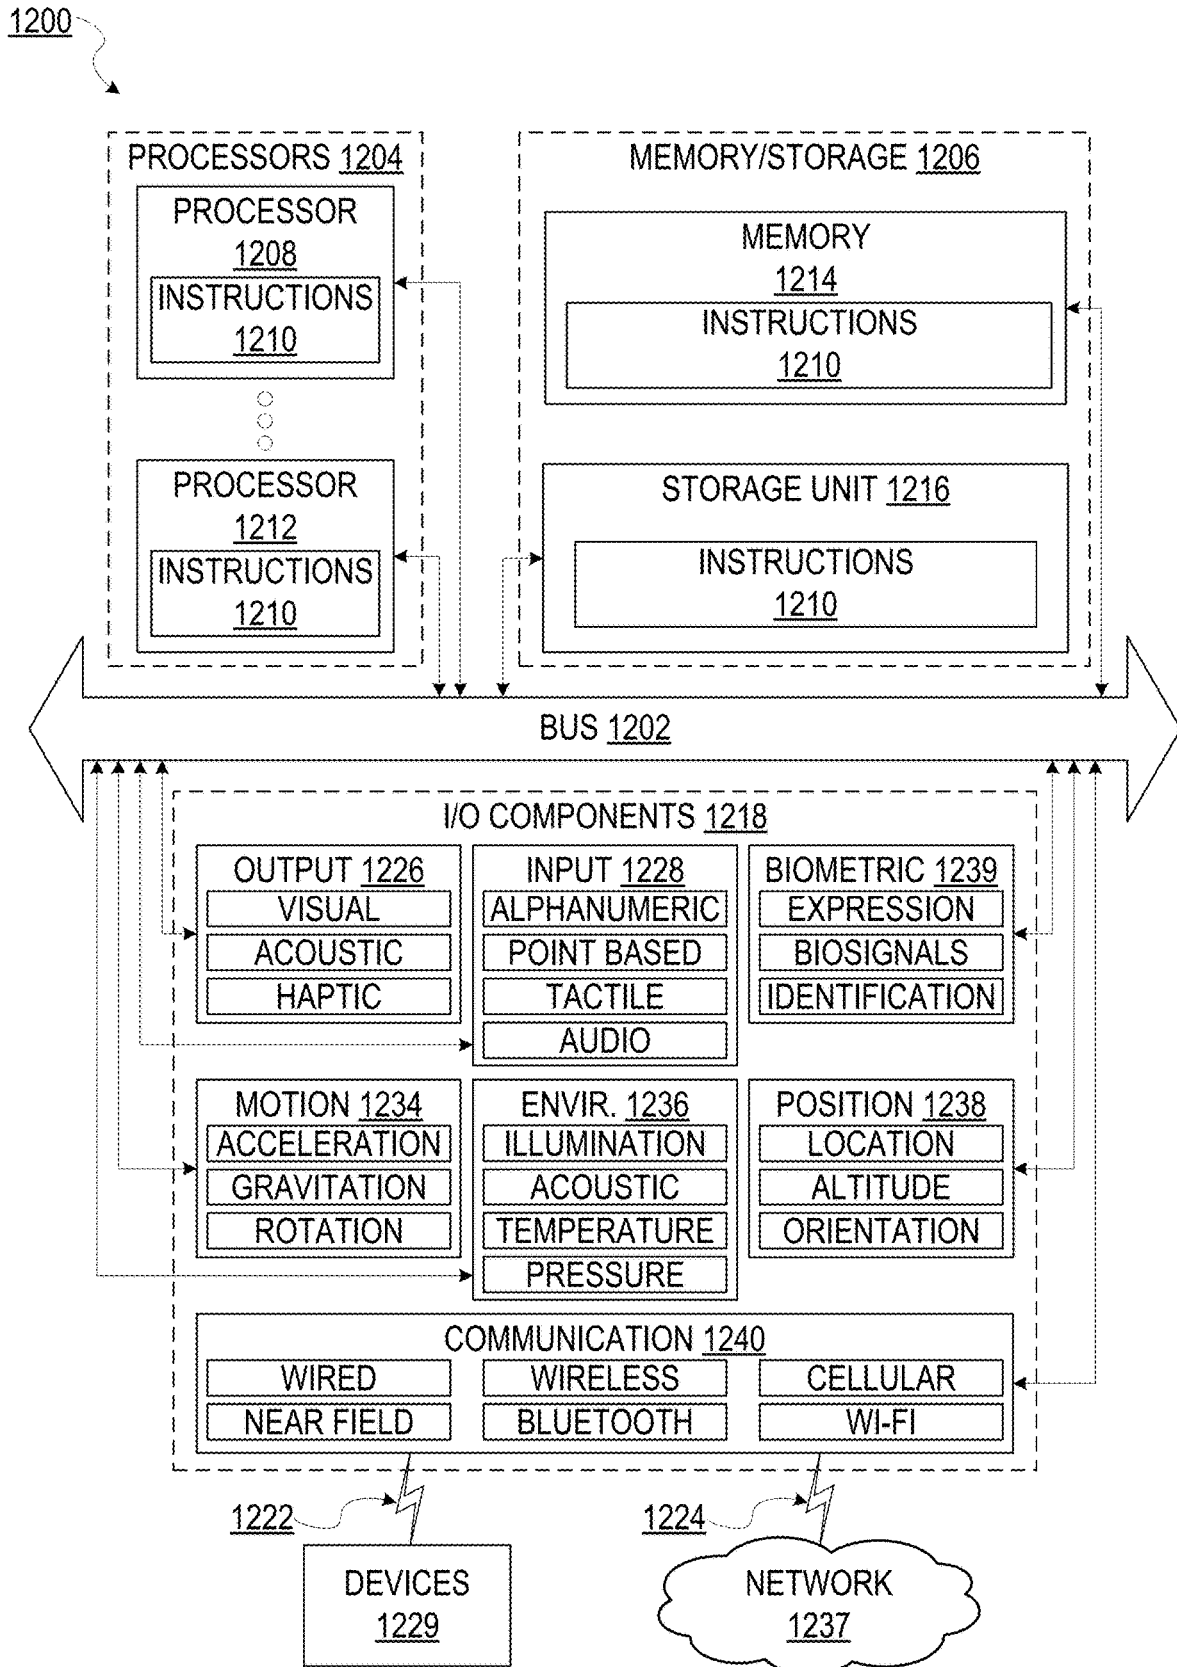 1200
PROCESSORS 1204
PROCESSOR
1208
INSTRUCTIONS
1210
PROCESSOR
1212
INSTRUCTIONS
1210
MEMORY/STORAGE 1206
MEMORY
1214
INSTRUCTIONS
1210
STORAGE UNIT 1216
INSTRUCTIONS
1210
BUS 1202
I/O COMPONENTS 1218
OUTPUT 1226
VISUAL
ACOUSTIC
HAPTIC
INPUT 1228
ALPHANUMERIC
POINT BASED
TACTILE
AUDIO
BIOMETRIC 1239
EXPRESSION
BIOSIGNALS
IDENTIFICATION
MOTION 1234
ACCELERATION
GRAVITATION
ROTATION
ENVIR. 1236
ILLUMINATION
ACOUSTIC
TEMPERATURE
PRESSURE
POSITION 1238
LOCATION
ALTITUDE
ORIENTATION
COMMUNICATION 1240
WIRED
WIRELESS
CELLULAR
NEAR FIELD
BLUETOOTH
WI-FI
1222
1224
DEVICES
1229
NETWORK
1237